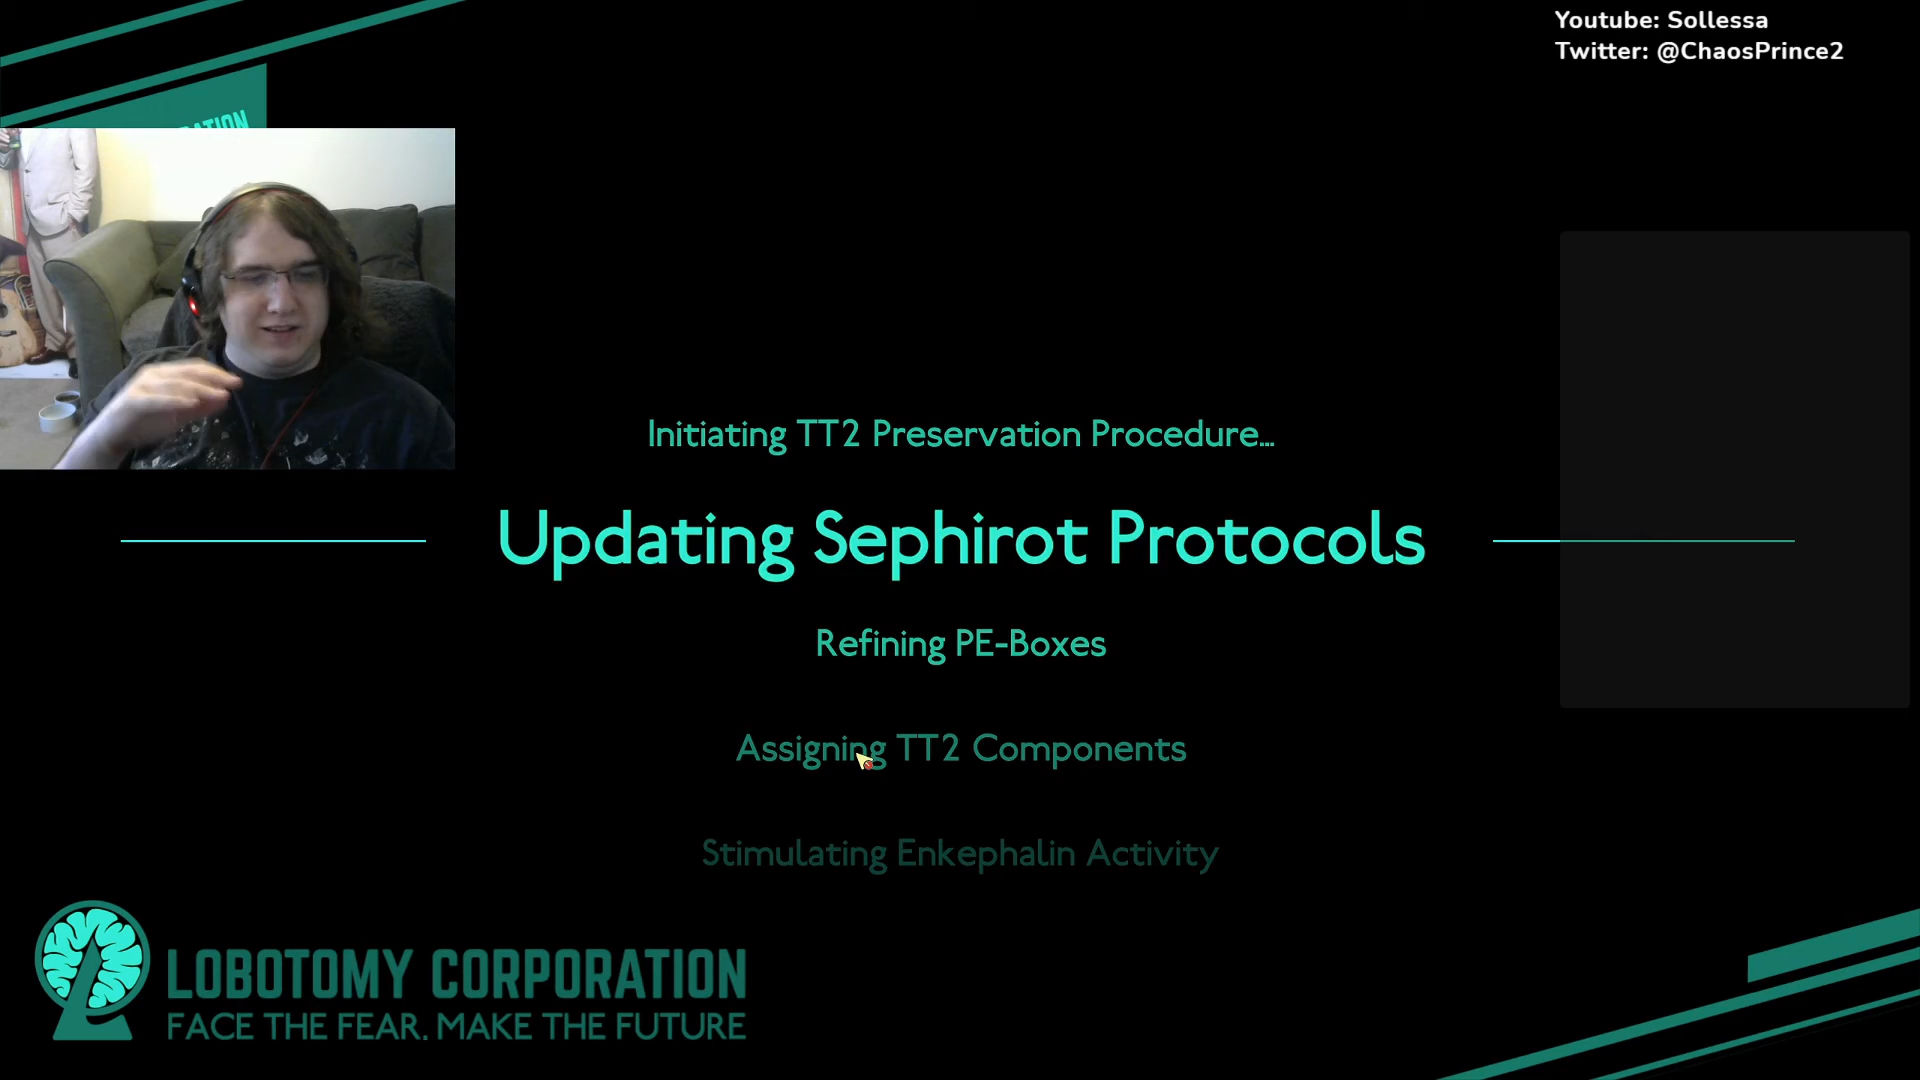 Youtube: Sollessa
Twitter: @ChaosPrince2
Initiating TT2 Preservation Procedure...
Updating Sephirot Protocols
Refining PE-Boxes
Assigning TT2 Components
Stimulating Enkephalin Activity
LOBOTOMY CORPORATION
FACE THE FEAR, MAKE THE FUTURE